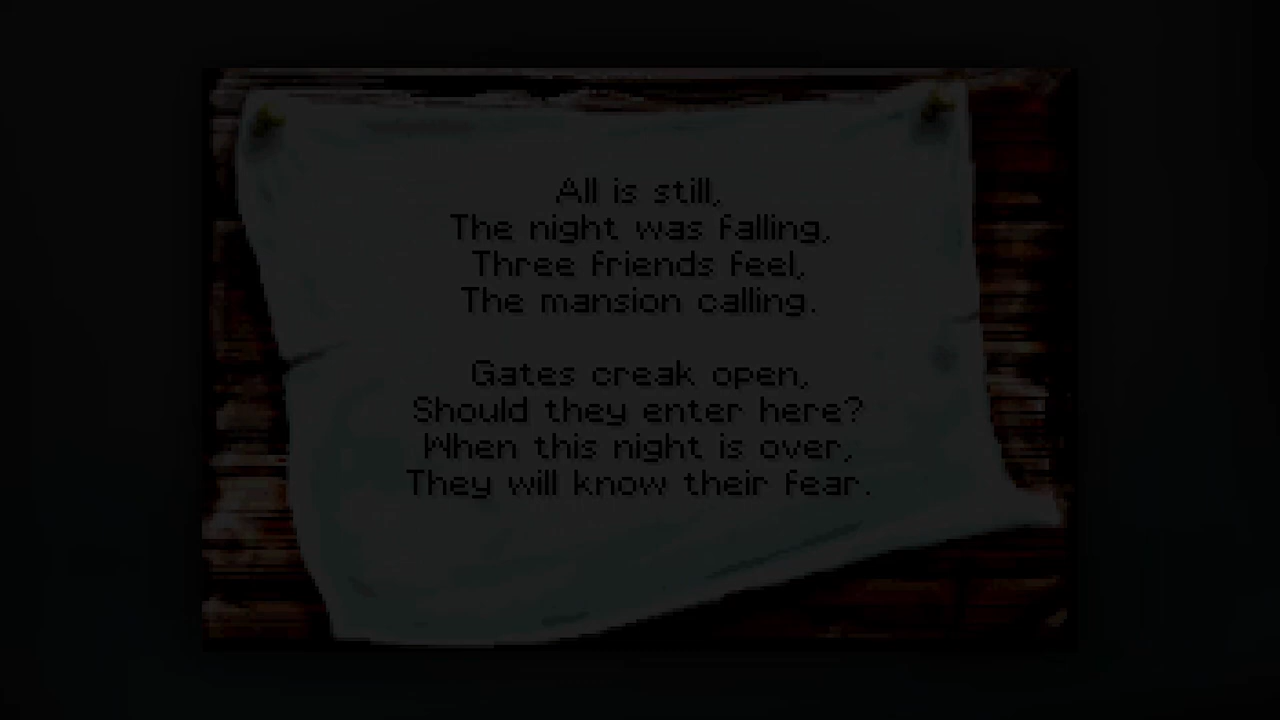 All is still,
The night was falling,
Three friends feel,
The mansion calling.
Gates creak open,
Should they enter here?
When this night is over,
They will know their fear.